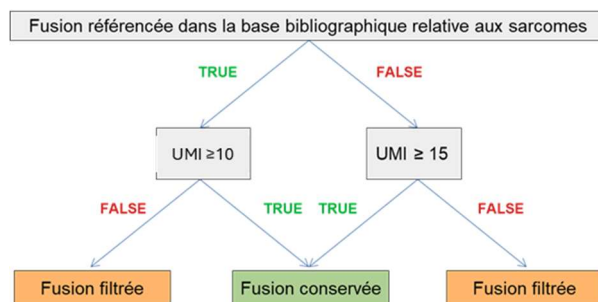 Fusion référencée dans la base bibliographique relative aux sarcomes
TRUE
FALSE
UMI ≥10
UMI ≥ 15
FALSE
TRUE
TRUE
FALSE
Fusion filtrée
Fusion conservée
Fusion filtrée